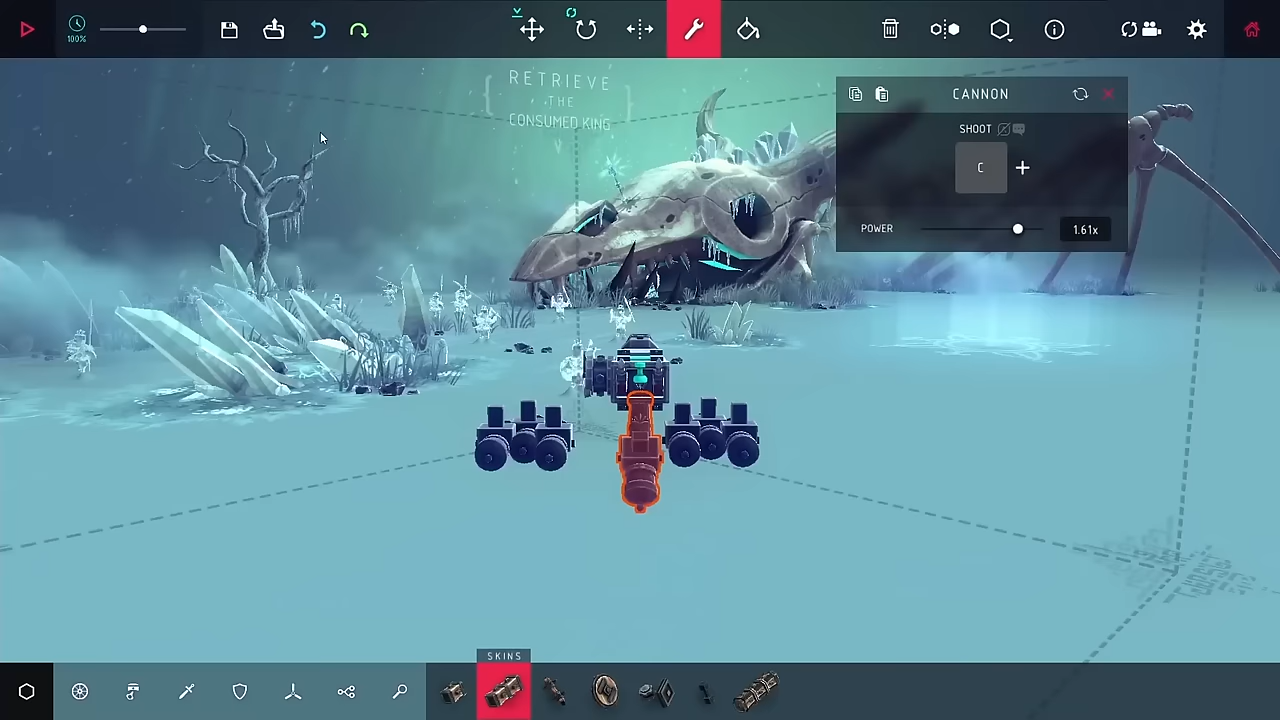 100%
RETRIEVE
THE
CONSUMED KING
CANNON
SHOOT
C
POWER
1.61x
SKINS